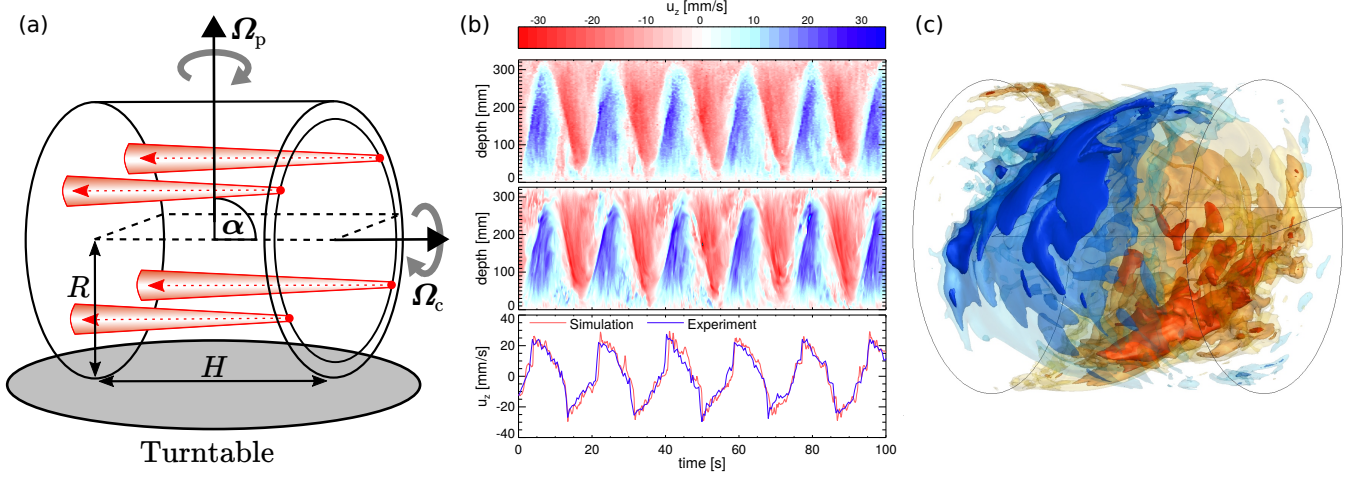 (a)
Ωp
α
R
Ωc
H
Turntable
(b)
uz [mm/s]
-30 -20 -10 0 10 20 30
depth [mm]
300
200
100
0
depth [mm]
300
200
100
0
uz [mm/s]
40
20
0
-20
-40
Simulation Experiment
0 20 40 60 80 100
time [s]
(c)